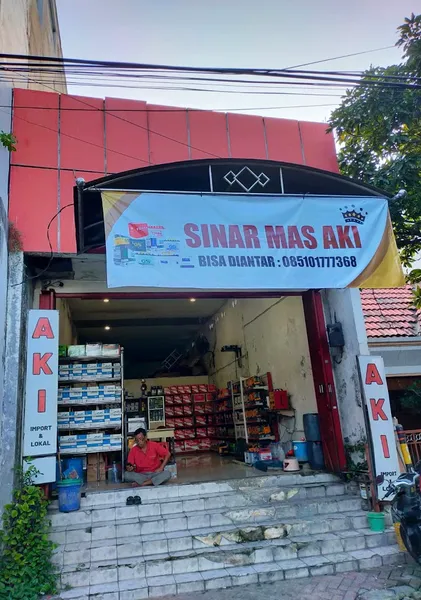 SINAR MAS AKI
BISA DIANTAR : 085101777368
AKI
IMPORT
&
LOKAL
AKI
IMPORT
&
LOKAL